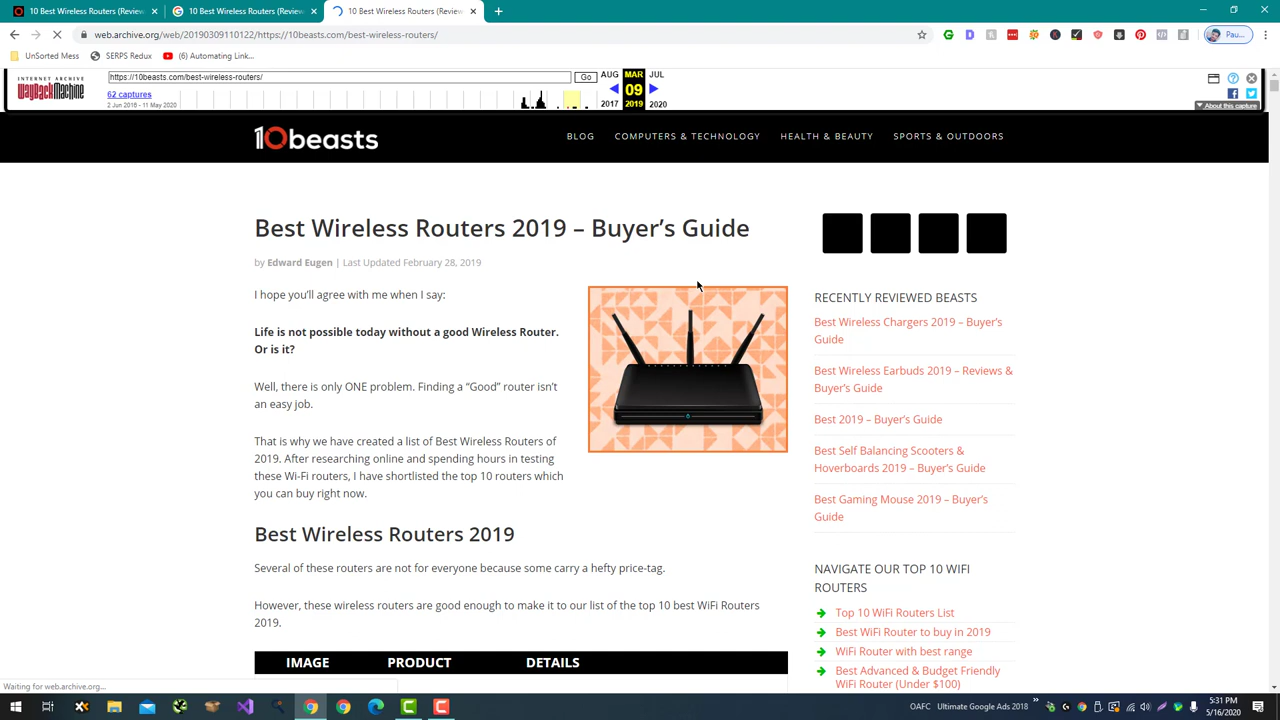 10 Best Wireless Routers (Review
10 Best Wireless Routers (Review
10 Best Wireless Routers (Review
web.archive.org/web/20190309110122/https://10beasts.com/best-wireless-routers/
Pau...
UnSorted Mess
SERPS Redux
(6) Automating Link...
INTERNET ARCHIVE
WayBackMachine
https://10beasts.com/best-wireless-routers/
Go
AUG MAR JUL
62 captures
2 Jun 2016 - 11 May 2020
09
2017 2019 2020
About this capture
10beasts
BLOG
COMPUTERS & TECHNOLOGY
HEALTH & BEAUTY
SPORTS & OUTDOORS
Best Wireless Routers 2019 – Buyer’s Guide
by Edward Eugen | Last Updated February 28, 2019
I hope you’ll agree with me when I say:
Life is not possible today without a good Wireless Router.
Or is it?
Well, there is only ONE problem. Finding a “Good” router isn’t
an easy job.
That is why we have created a list of Best Wireless Routers of
2019. After researching online and spending hours in testing
these Wi-Fi routers, I have shortlisted the top 10 routers which
you can buy right now.
Best Wireless Routers 2019
Several of these routers are not for everyone because some carry a hefty price-tag.
However, these wireless routers are good enough to make it to our list of the top 10 best WiFi Routers
2019.
IMAGE PRODUCT DETAILS
RECENTLY REVIEWED BEASTS
Best Wireless Chargers 2019 – Buyer’s
Guide
Best Wireless Earbuds 2019 – Reviews &
Buyer’s Guide
Best 2019 – Buyer’s Guide
Best Self Balancing Scooters &
Hoverboards 2019 – Buyer’s Guide
Best Gaming Mouse 2019 – Buyer’s
Guide
NAVIGATE OUR TOP 10 WIFI
ROUTERS
Top 10 WiFi Routers List
Best WiFi Router to buy in 2019
WiFi Router with best range
Best Advanced & Budget Friendly
WiFi Router (Under $100)
Waiting for web.archive.org...
OAFC
Ultimate Google Ads 2018
5:31 PM
5/16/2020